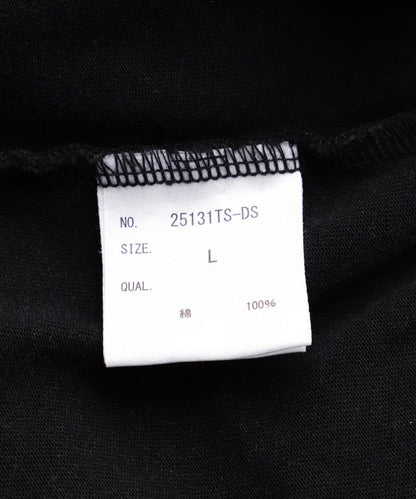 NO. 25131TS-DS
SIZE. L
QUAL.
綿 100%